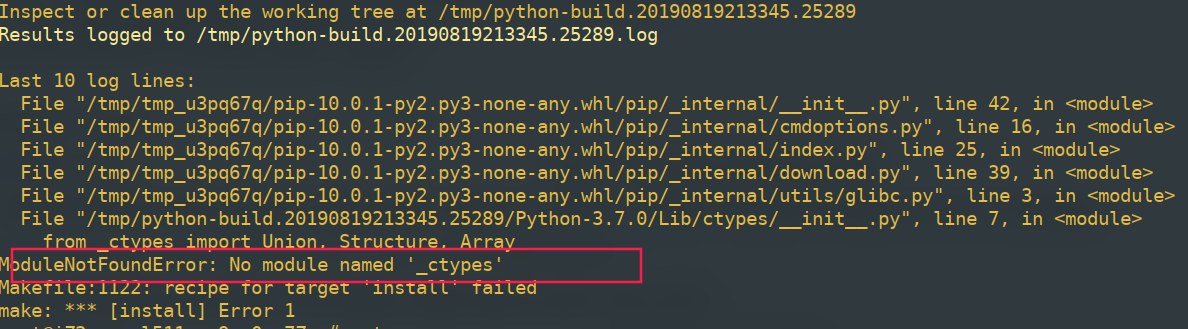 Inspect or clean up the working tree at /tmp/python-build.20190819213345.25289
Results logged to /tmp/python-build.20190819213345.25289.log
Last 10 log lines:
File "/tmp/tmp_u3pq67q/pip-10.0.1-py2.py3-none-any.whl/pip/_internal/__init__.py", line 42, in <module>
File "/tmp/tmp_u3pq67q/pip-10.0.1-py2.py3-none-any.whl/pip/_internal/cmdoptions.py", line 16, in <module>
File "/tmp/tmp_u3pq67q/pip-10.0.1-py2.py3-none-any.whl/pip/_internal/index.py", line 25, in <module>
File "/tmp/tmp_u3pq67q/pip-10.0.1-py2.py3-none-any.whl/pip/_internal/download.py", line 39, in <module>
File "/tmp/tmp_u3pq67q/pip-10.0.1-py2.py3-none-any.whl/pip/_internal/utils/glibc.py", line 3, in <module>
File "/tmp/python-build.20190819213345.25289/Python-3.7.0/Lib/ctypes/__init__.py", line 7, in <module>
from _ctypes import Union, Structure, Array
ModuleNotFoundError: No module named '_ctypes'
Makefile:1122: recipe for target 'install' failed
make: *** [install] Error 1